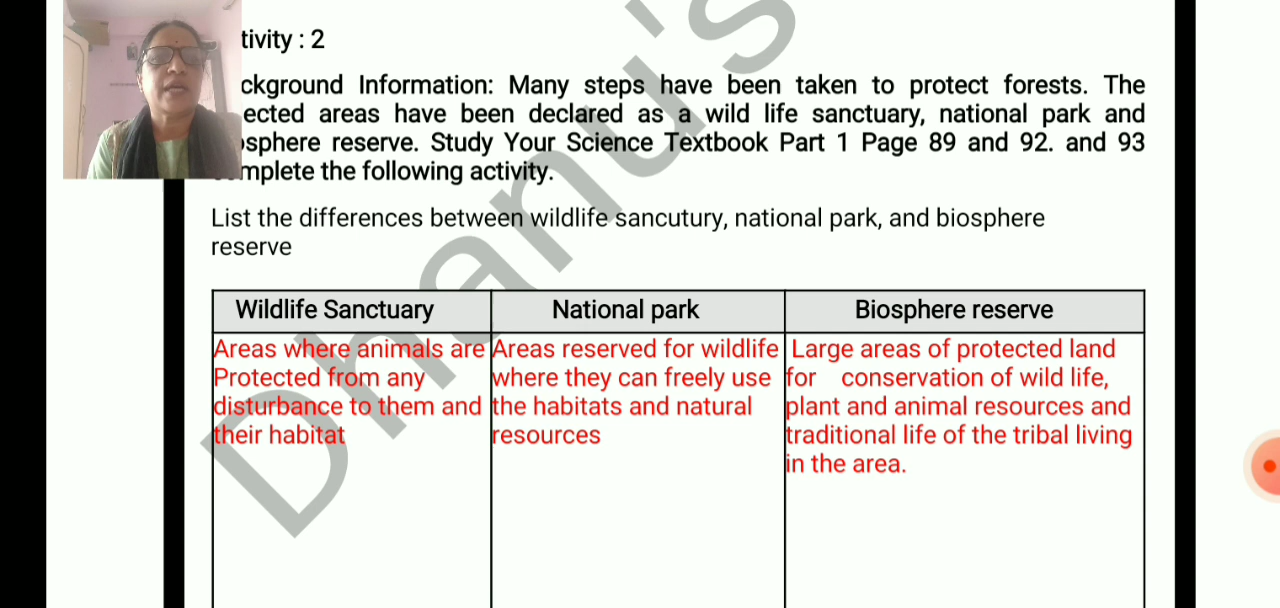 tivity : 2
ckground Information: Many steps have been taken to protect forests. The
ected areas have been declared as a wild life sanctuary, national park and
sphere reserve. Study Your Science Textbook Part 1 Page 89 and 92. and 93
mplete the following activity.
List the differences between wildlife sancutury, national park, and biosphere
reserve
Wildlife Sanctuary National park Biosphere reserve
Areas where animals are Areas reserved for wildlife Large areas of protected land
Protected from any where they can freely use for conservation of wild life,
disturbance to them and the habitats and natural plant and animal resources and
their habitat resources traditional life of the tribal living
in the area.
Dhanu's